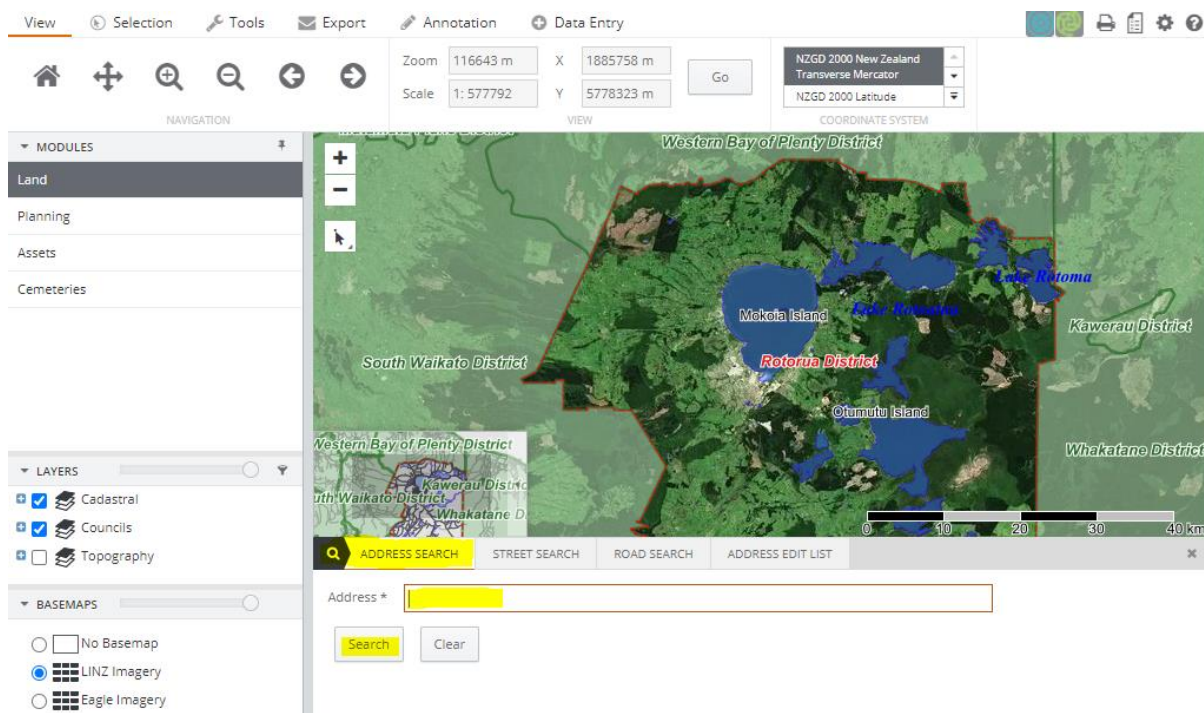 View Selection Tools Export Annotation Data Entry
Zoom 116643 m X 1885758 m
Scale 1: 577792 Y 5778323 m
Go
NZGD 2000 New Zealand
Transverse Mercator
NZGD 2000 Latitude
NAVIGATION VIEW COORDINATE SYSTEM
MODULES
Land
Planning
Assets
Cemeteries
LAYERS
Cadastral
Councils
Topography
BASEMAPS
No Basemap
LINZ Imagery
Eagle Imagery
Western Bay of Plenty District
Lake Rotoma
Mokoia Island
Kawerau District
South Waikato District
Rotorua District
Otumutu Island
Whakatane District
Western Bay of Plenty District
Kawerau Distric
uth Waikato District
Whakatane D
0 10 20 30 40 km
ADDRESS SEARCH STREET SEARCH ROAD SEARCH ADDRESS EDIT LIST
Address *
Search Clear